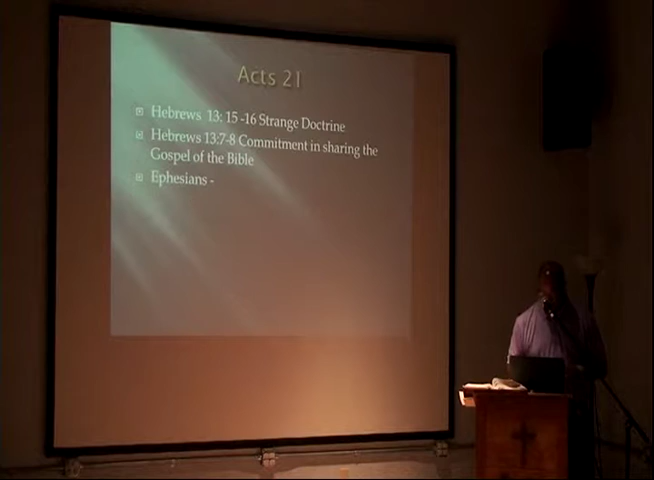 Acts 21
Hebrews 13: 15 -16 Strange Doctrine
Hebrews 13:7-8 Commitment in sharing the
Gospel of the Bible
Ephesians -